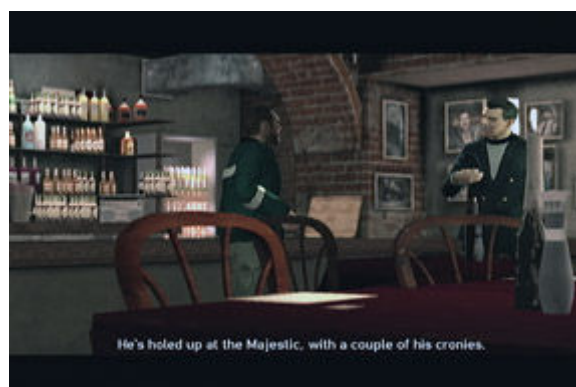 He's holed up at the Majestic, with a couple of his cronies.